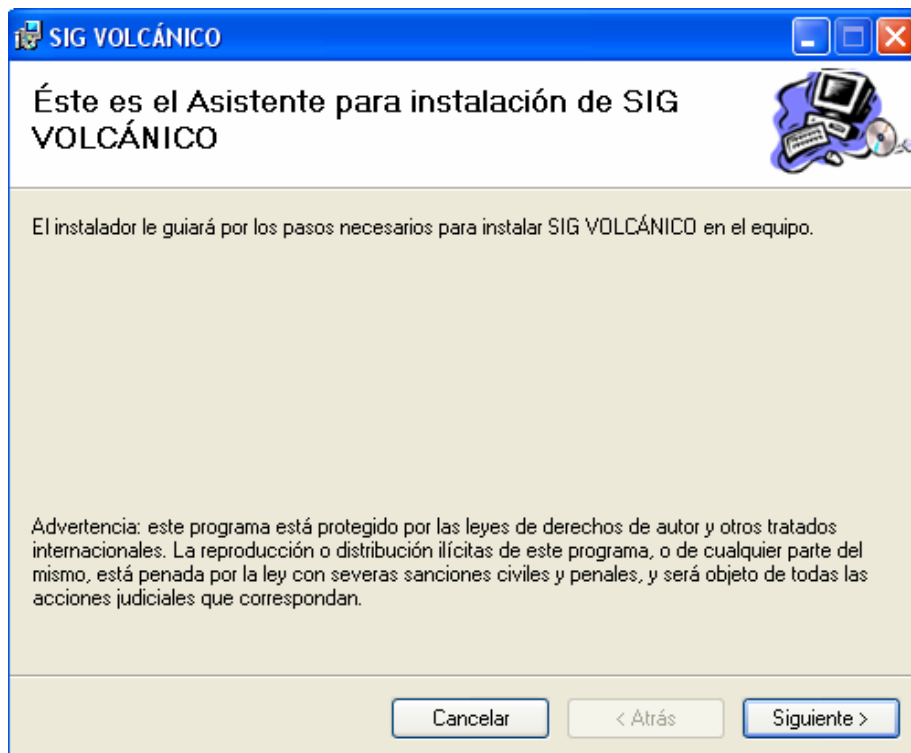 SIG VOLCÁNICO
Éste es el Asistente para instalación de SIG
VOLCÁNICO
El instalador le guiará por los pasos necesarios para instalar SIG VOLCÁNICO en el equipo.
Advertencia: este programa está protegido por las leyes de derechos de autor y otros tratados
internacionales. La reproducción o distribución ilícitas de este programa, o de cualquier parte del
mismo, está penada por la ley con severas sanciones civiles y penales, y será objeto de todas las
acciones judiciales que correspondan.
Cancelar < Atrás Siguiente >